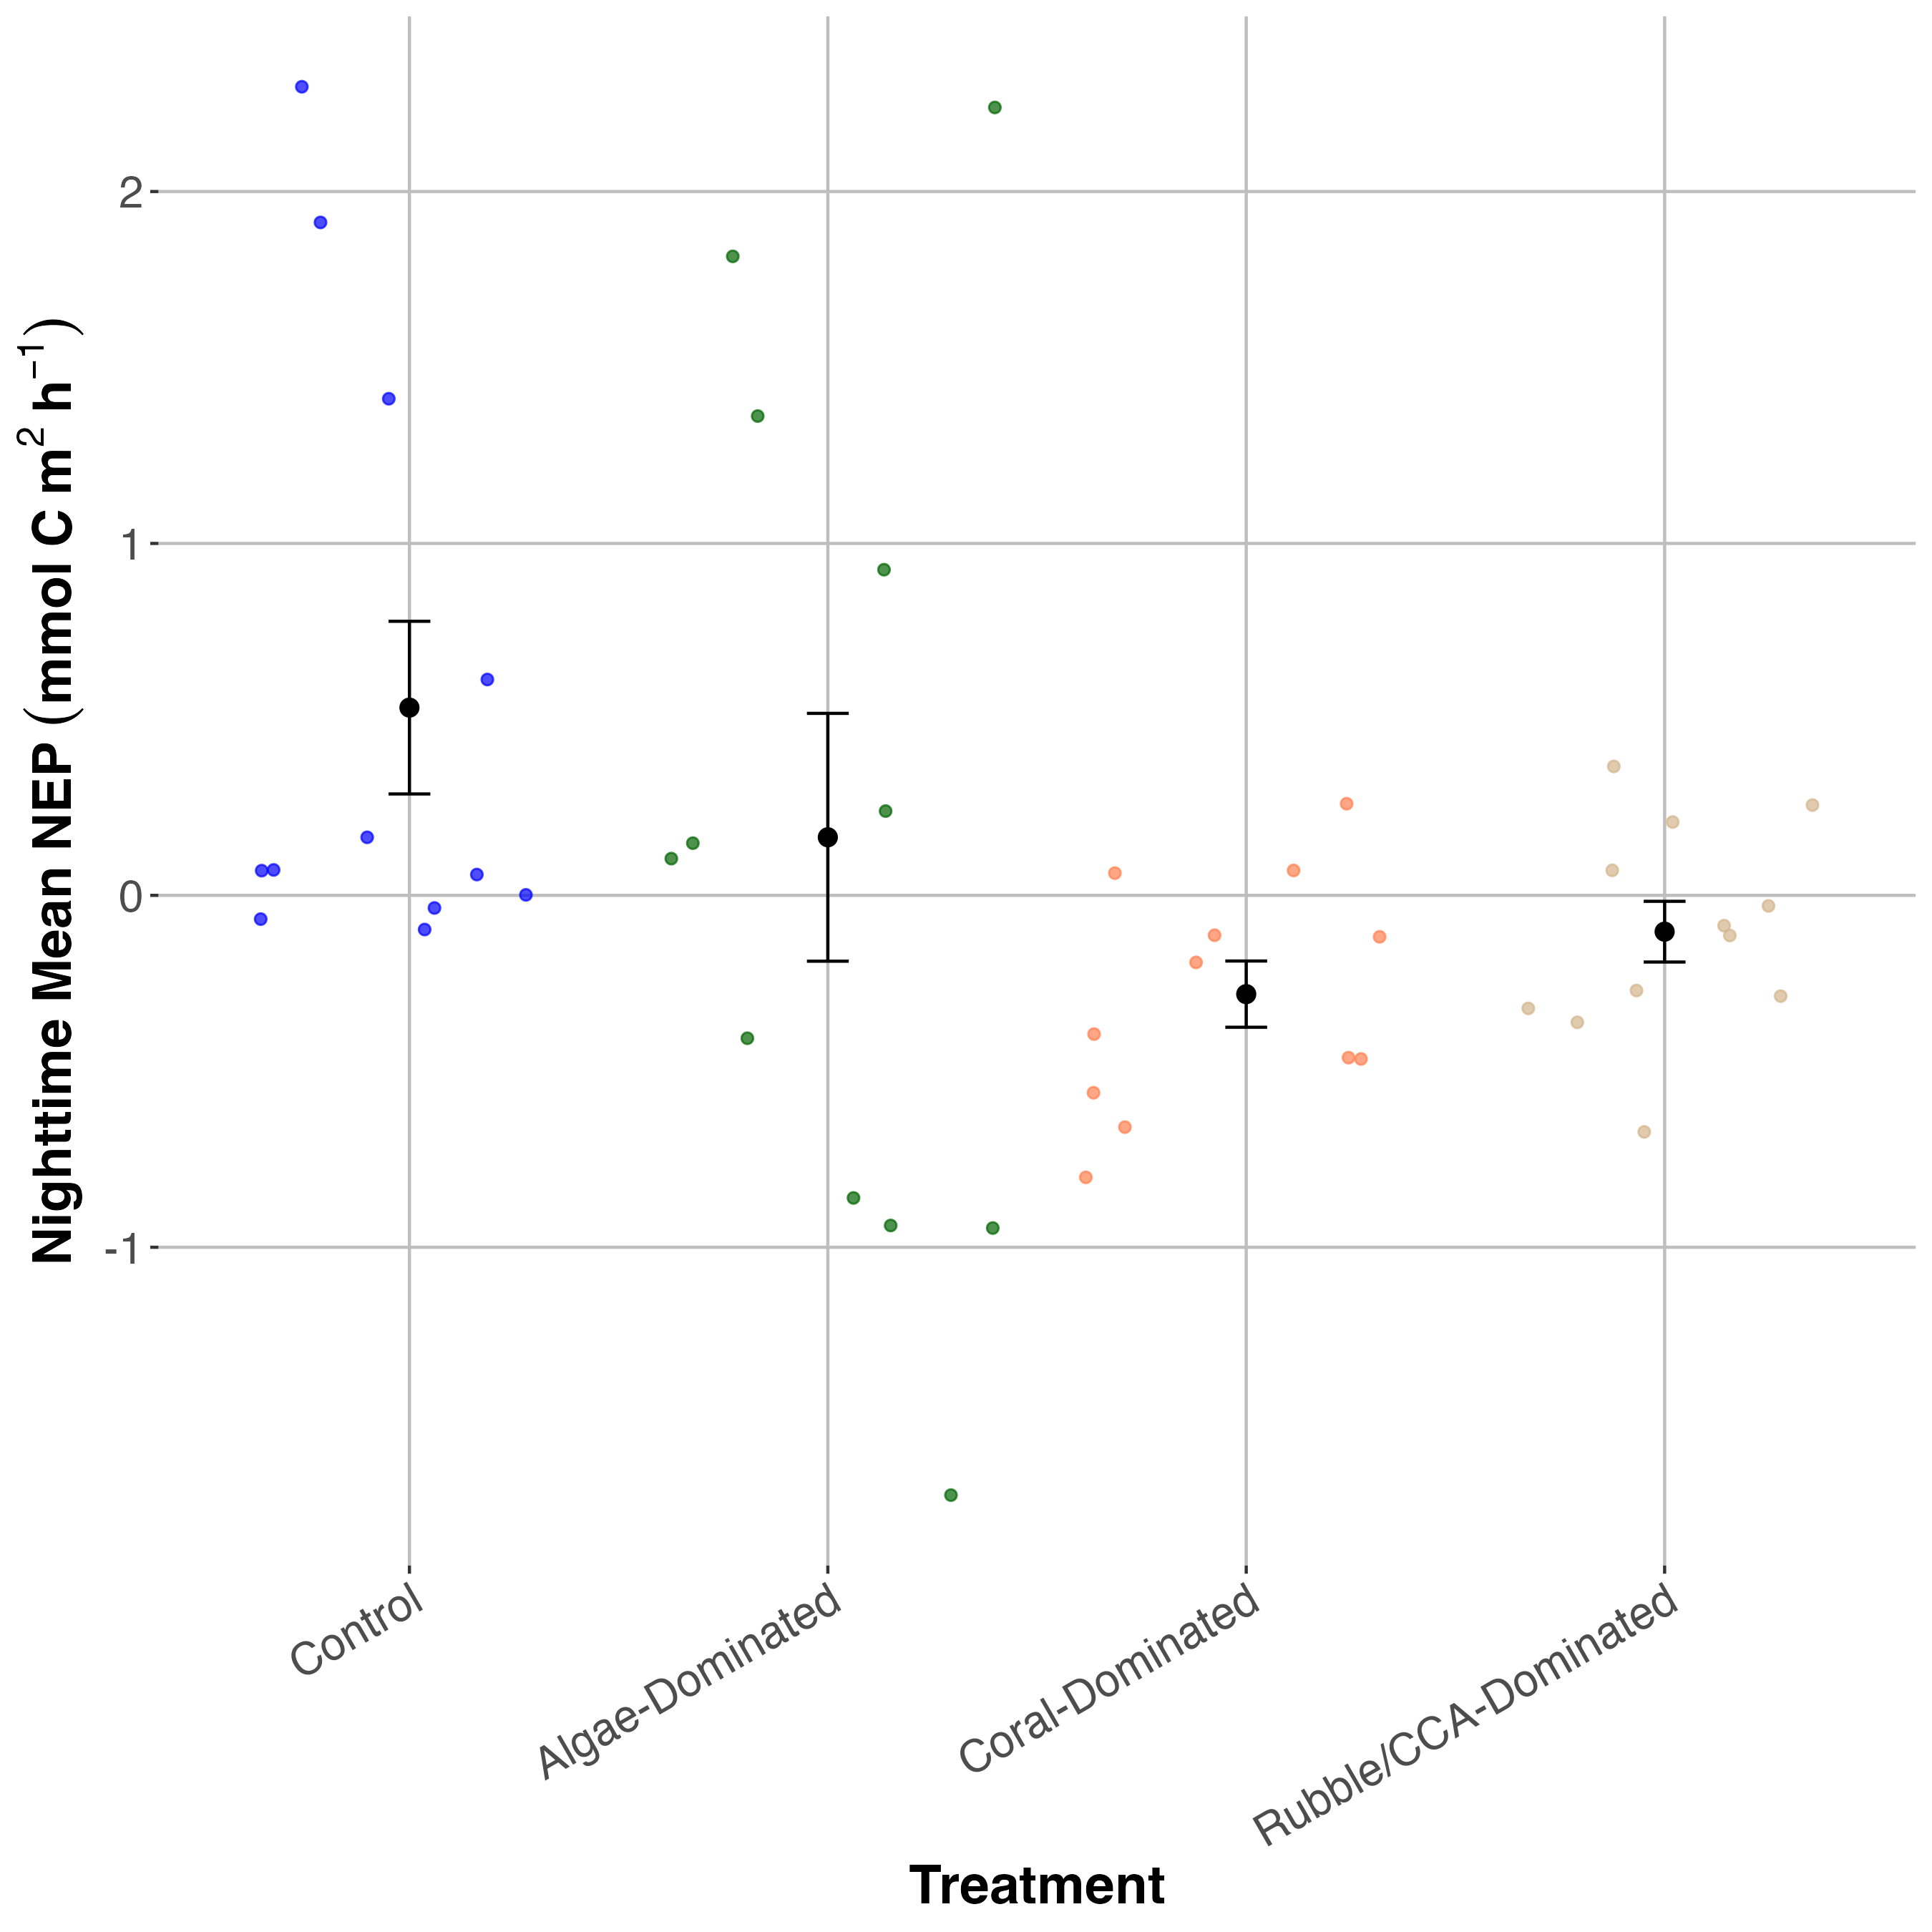 Nighttime Mean NEP (mmol C m² h⁻¹)
2
1
0
-1
Control
Algae-Dominated
Coral-Dominated
Rubble/CCA-Dominated
Treatment